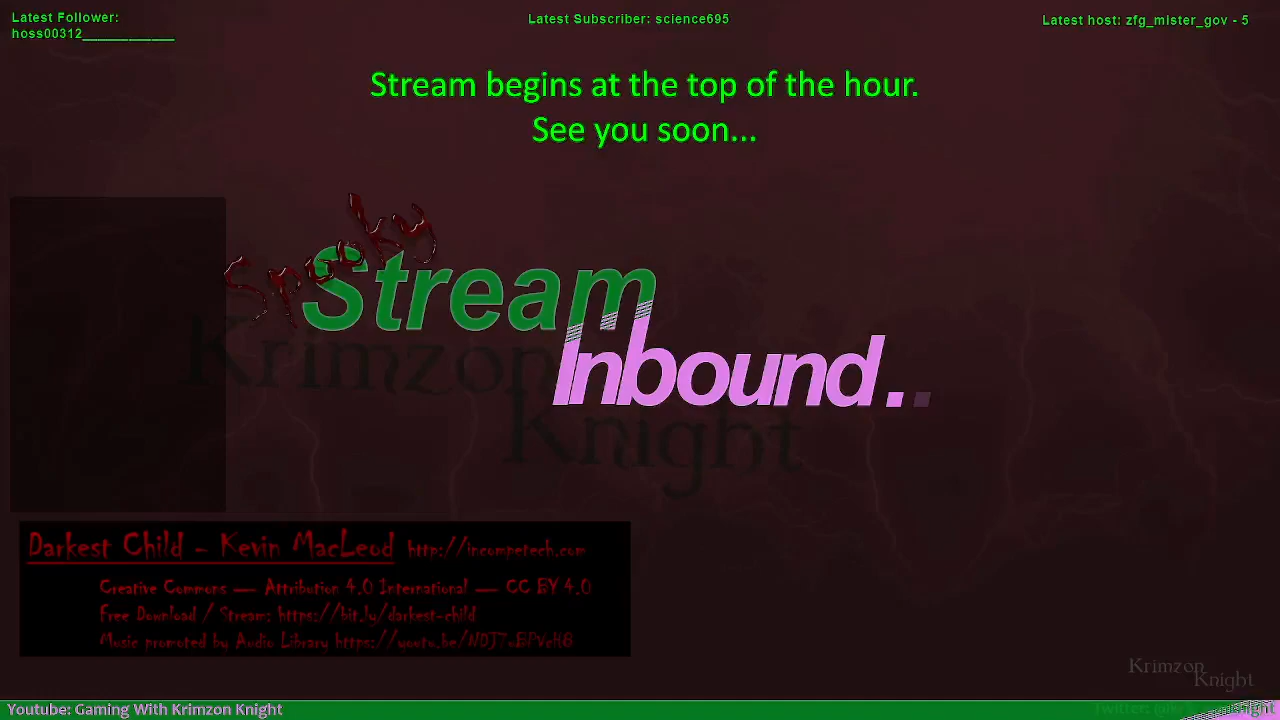 Latest Follower:
hoss00312_____________
Latest Subscriber: science695
Latest host: zfg_mister_gov - 5
Stream begins at the top of the hour.
See you soon...
Spooky
Stream
Inbound..
Krimzon
Knight
Darkest Child - Kevin MacLeod http://incompetech.com
Creative Commons — Attribution 4.0 International — CC BY 4.0
Free Download / Stream: https://bit.ly/darkest-child
Music promoted by Audio Library
Krimzon
Knight
Youtube: Gaming With Krimzon Knight
Twitter: